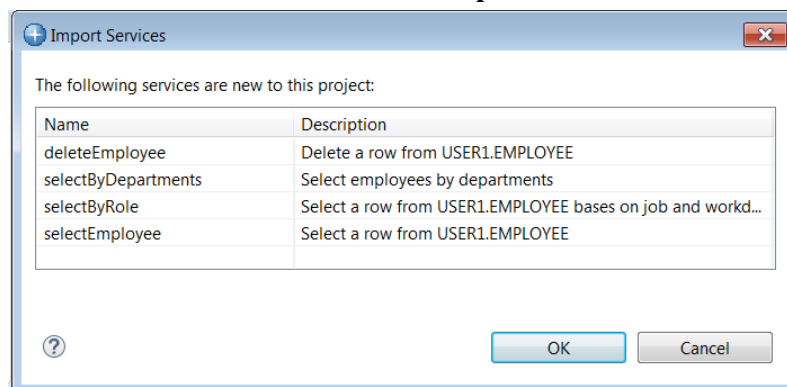 Import Services
The following services are new to this project:
Name Description
deleteEmployee Delete a row from USER1.EMPLOYEE
selectByDepartments Select employees by departments
selectByRole Select a row from USER1.EMPLOYEE bases on job and workd...
selectEmployee Select a row from USER1.EMPLOYEE
? OK Cancel